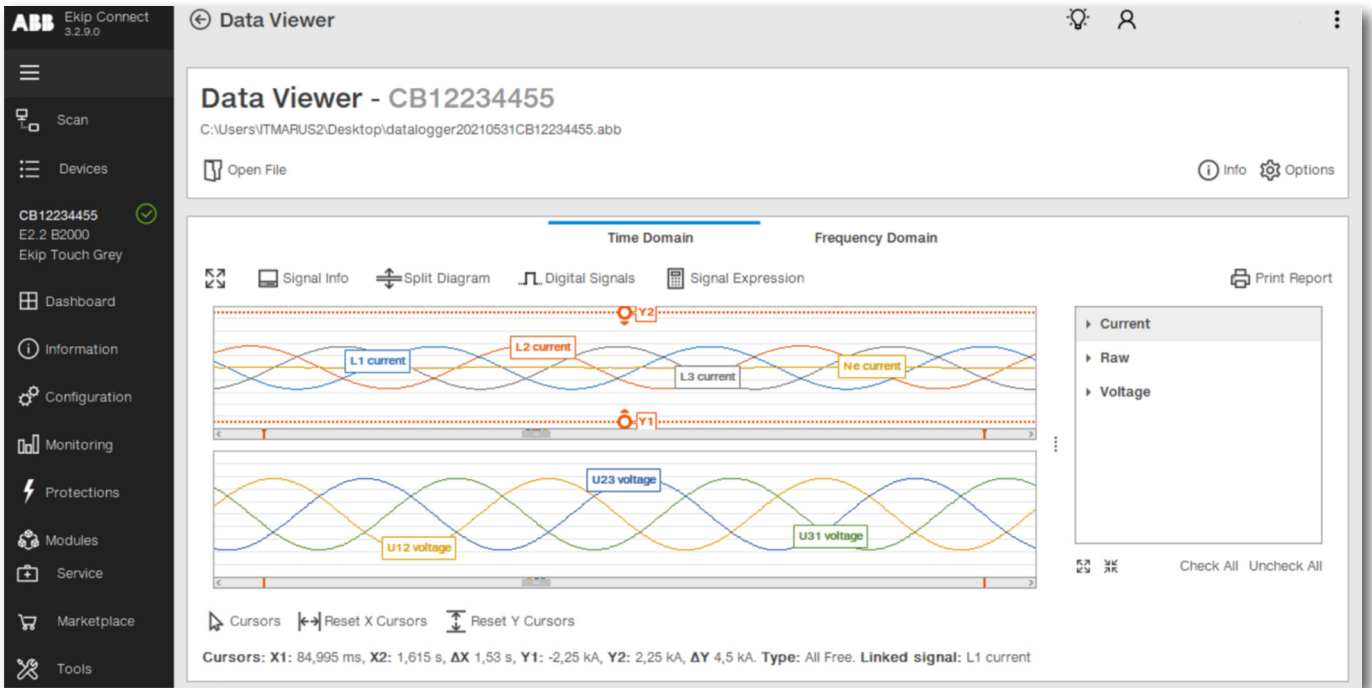 ABB Ekip Connect
3.2.9.0
Data Viewer
Scan
Devices
CB12234455
E2.2 B2000
Ekip Touch Grey
Dashboard
Information
Configuration
Monitoring
Protections
Modules
Service
Marketplace
Tools
Data Viewer - CB12234455
C:\Users\ITMARUS2\Desktop\datalogger20210531CB12234455.abb
Open File
Info Options
Time Domain Frequency Domain
Signal Info Split Diagram Digital Signals Signal Expression Print Report
Y2
L1 current
L2 current
L3 current
Ne current
Y1
U23 voltage
U12 voltage
U31 voltage
Current
Raw
Voltage
Check All Uncheck All
Cursors Reset X Cursors Reset Y Cursors
Cursors: X1: 84,995 ms, X2: 1,615 s, ΔX 1,53 s, Y1: -2,25 kA, Y2: 2,25 kA, ΔY 4,5 kA. Type: All Free. Linked signal: L1 current